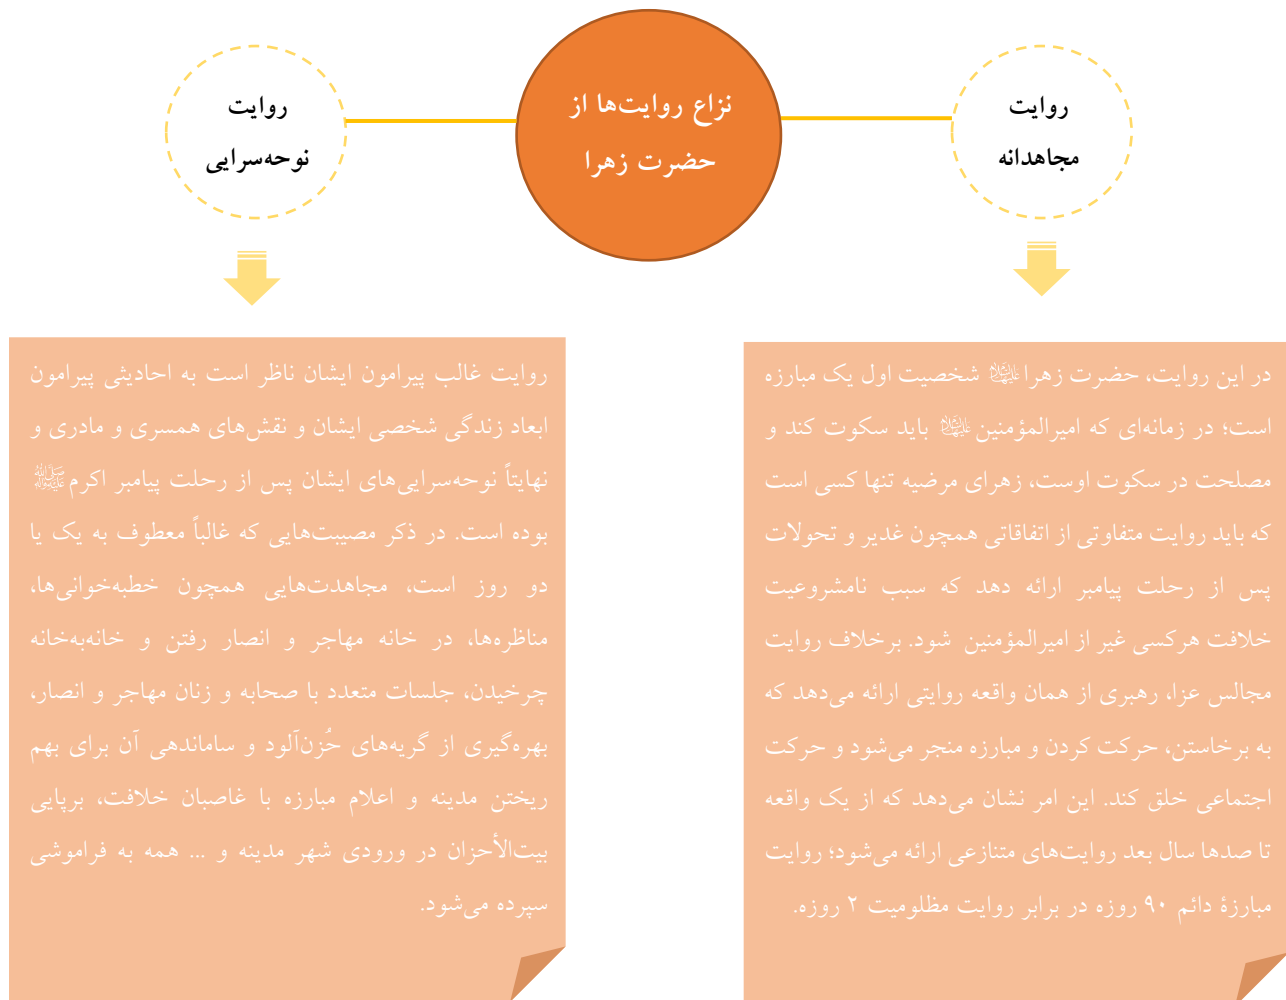 نزاع روایت‌ها از
حضرت زهرا
روایت
مجاهدانه
در این روایت، حضرت زهرا علیها‌السلام شخصیت اول یک مبارزه
است؛ در زمانه‌ای که امیرالمؤمنین علیه‌السلام باید سکوت کند و
مصلحت در سکوت اوست، زهرای مرضیه تنها کسی است
که باید روایت متفاوتی از اتفاقاتی همچون غدیر و تحولات
پس از رحلت پیامبر ارائه دهد که سبب نامشروعیت
خلافت هرکسی غیر از امیرالمؤمنین شود. برخلاف روایت
مجالس عزا، رهبری از همان واقعه روایتی ارائه می‌دهد که
به برخاستن، حرکت کردن و مبارزه منجر می‌شود و حرکت
اجتماعی خلق کند. این امر نشان می‌دهد که از یک واقعه
تا صدها سال بعد روایت‌های متنازعی ارائه می‌شود؛ روایت
مبارزهٔ دائم ۹۰ روزه در برابر روایت مظلومیت ۲ روزه.
روایت
نوحه‌سرایی
روایت غالب پیرامون ایشان ناظر است به احادیثی پیرامون
ابعاد زندگی شخصی ایشان و نقش‌های همسری و مادری و
نهایتاً نوحه‌سرایی‌های ایشان پس از رحلت پیامبر اکرم صلی‌الله‌علیه‌وآله
بوده است. در ذکر مصیبت‌هایی که غالباً معطوف به یک یا
دو روز است، مجاهدت‌هایی همچون خطبه‌خوانی‌ها،
مناظره‌ها، در خانه مهاجر و انصار رفتن و خانه‌به‌خانه
چرخیدن، جلسات متعدد با صحابه و زنان مهاجر و انصار،
بهره‌گیری از گریه‌های حُزن‌آلود و ساماندهی آن برای بهم
ریختن مدینه و اعلام مبارزه با غاصبان خلافت، برپایی
بیت‌الأحزان در ورودی شهر مدینه و ... همه به فراموشی
سپرده می‌شود.